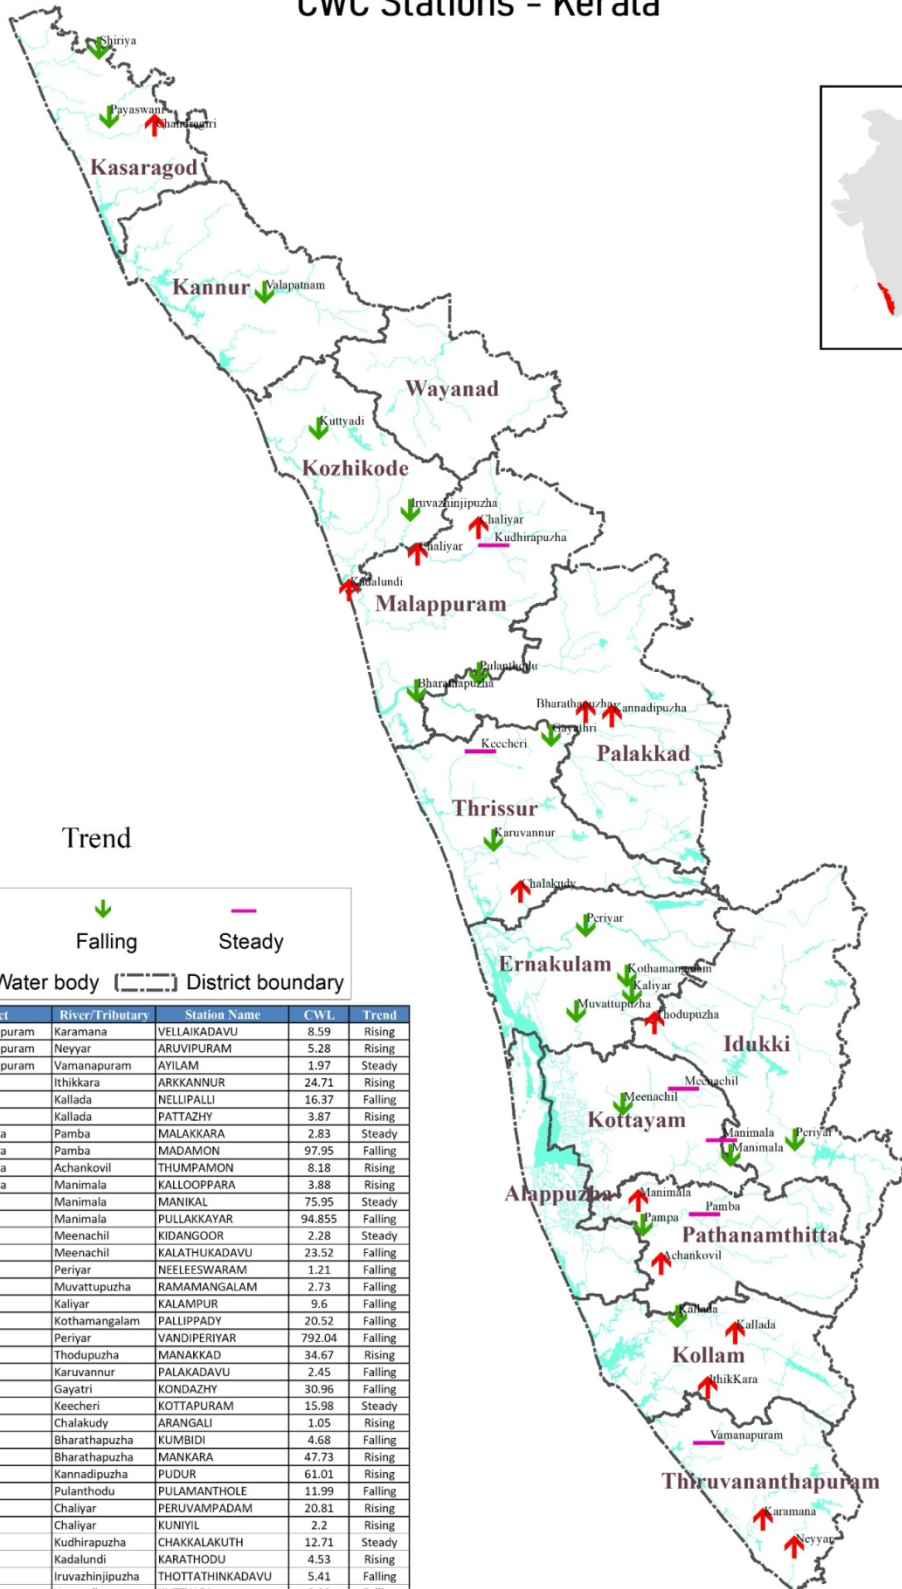 CWC Stations - Kerala
Shiriya
Payaswani
Chandragiri
Kasaragod
Kannur
Valapatnam
Wayanad
Kuttyadi
Kozhikode
Iruvazhinjipuzha
Chaliyar
Kudhirapuzha
Chaliyar
Kadalundi
Malappuram
Pulanthodu
Bharathapuzha
Bharathapuzha
Kannadipuzha
Gayathri
Keecheri
Palakkad
Thrissur
Karuvannur
Chalakudy
Periyar
Ernakulam
Kothamangalam
Kaliyar
Muvattupuzha
Thodupuzha
Idukki
Meenachil
Meenachil
Kottayam
Manimala
Periyar
Manimala
Alappuzha
Manimala
Pamba
Pampa
Pathanamthitta
Achankovil
Kallada
Kallada
Kollam
IthikKara
Vamanapuram
Thiruvananthapuram
Karamana
Neyyar
Trend
Falling Steady
Water body District boundary
ct River/Tributary Station Name CWL Trend
puram Karamana VELLAIKADAVU 8.59 Rising
puram Neyyar ARUVIPURAM 5.28 Rising
puram Vamanapuram AYILAM 1.97 Steady
Ithikkara ARKKANNUR 24.71 Rising
Kallada NELLIPALLI 16.37 Falling
Kallada PATTAZHY 3.87 Rising
a Pamba MALAKKARA 2.83 Steady
a Pamba MADAMON 97.95 Falling
a Achankovil THUMPAMON 8.18 Rising
a Manimala KALLOOPPARA 3.88 Rising
Manimala MANIKAL 75.95 Steady
Manimala PULLAKKAYAR 94.855 Falling
Meenachil KIDANGOOR 2.28 Steady
Meenachil KALATHUKADAVU 23.52 Falling
Periyar NEELEESWARAM 1.21 Falling
Muvattupuzha RAMAMANGALAM 2.73 Falling
Kaliyar KALAMPUR 9.6 Falling
Kothamangalam PALLIPPADY 20.52 Falling
Periyar VANDIPERIYAR 792.04 Falling
Thodupuzha MANAKKAD 34.67 Rising
Karuvannur PALAKADAVU 2.45 Falling
Gayatri KONDAZHY 30.96 Falling
Keecheri KOTTAPURAM 15.98 Steady
Chalakudy ARANGALI 1.05 Rising
Bharathapuzha KUMBIDI 4.68 Falling
Bharathapuzha MANKARA 47.73 Rising
Kannadipuzha PUDUR 61.01 Rising
Pulanthodu PULAMANTHOLE 11.99 Falling
Chaliyar PERUVAMPADAM 20.81 Rising
Chaliyar KUNIYIL 2.2 Rising
Kudhirapuzha CHAKKALAKUTH 12.71 Steady
Kadalundi KARATHODU 4.53 Rising
Iruvazhinjipuzha THOTTATHINKADAVU 5.41 Falling